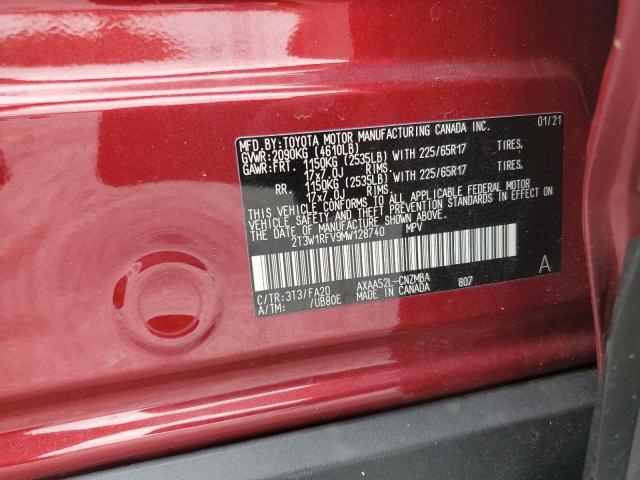 MFD.BY:TOYOTA MOTOR MANUFACTURING CANADA INC. 01/21
GVWR:2090KG (4610LB)
GAWR:FRT. 1150KG (2535LB) WITH 225/65R17 TIRES,
17x7.0J RIMS.
RR. 1150KG (2535LB) WITH 225/65R17 TIRES,
17x7.0J RIMS.
THIS VEHICLE CONFORMS TO ALL APPLICABLE FEDERAL MOTOR
VEHICLE SAFETY AND BUMPER STANDARDS IN EFFECT ON THE
DATE OF MANUFACTURE SHOWN ABOVE.
2T3W1RFV9MW128740 MPV
A
C/TR:3T3/FA20 AXAA52L-CNZMBA
A/TM: /UB80E MADE IN CANADA 807